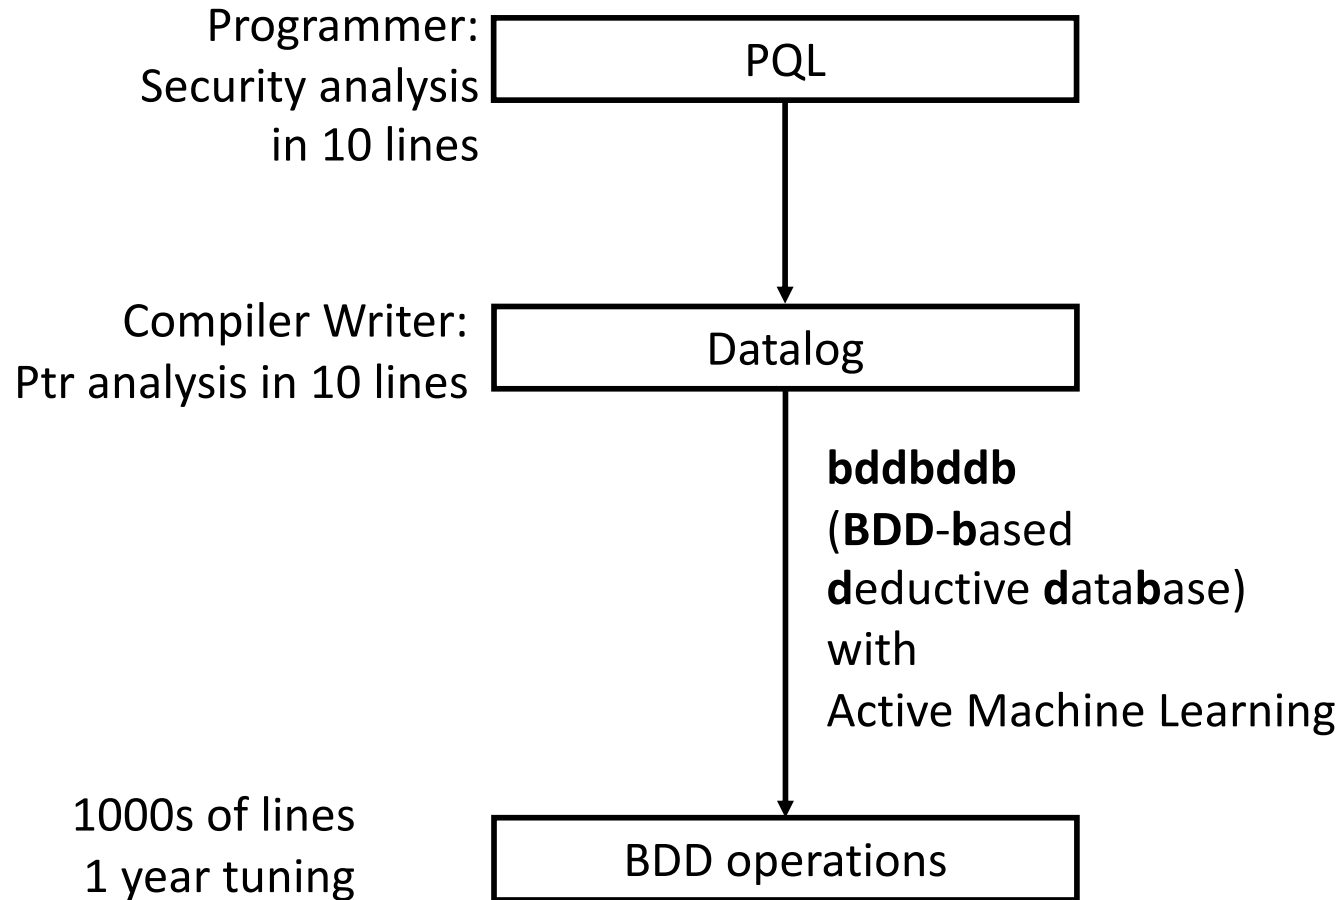 Programmer:
Security analysis
in 10 lines
PQL
Compiler Writer:
Ptr analysis in 10 lines
Datalog
bddbddb
(BDD-based
deductive database)
with
Active Machine Learning
1000s of lines
1 year tuning
BDD operations